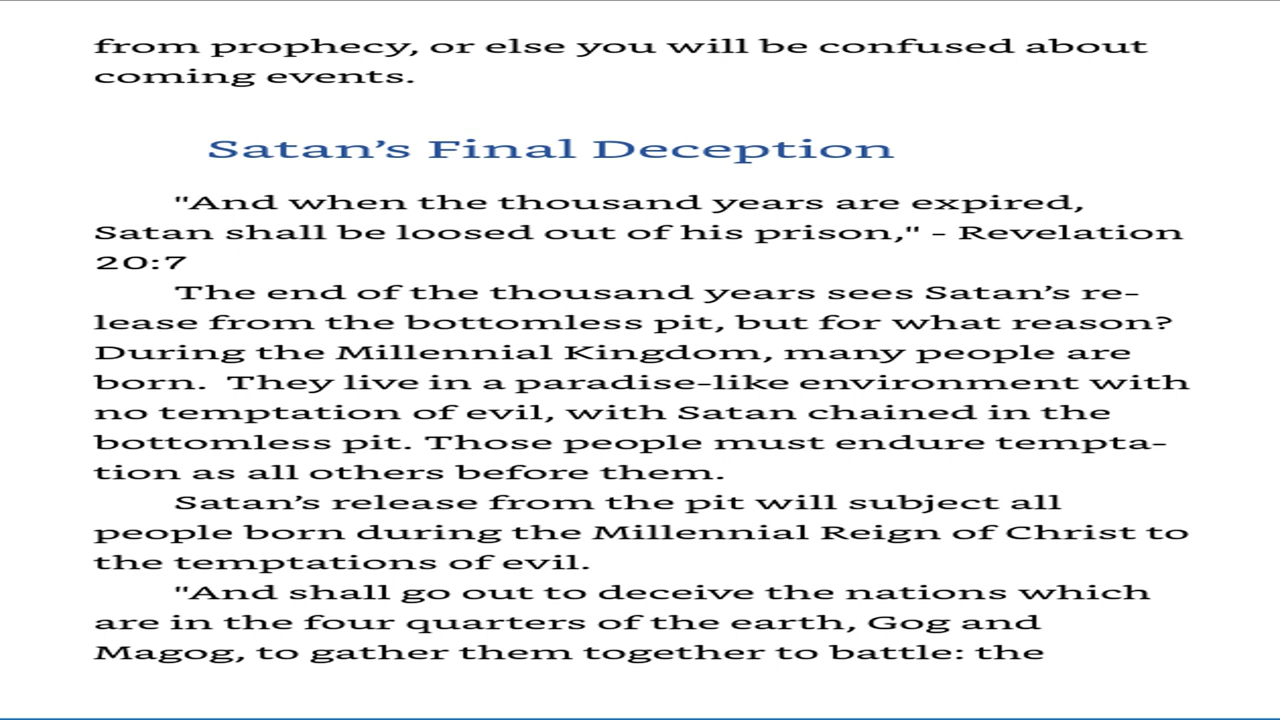 from prophecy, or else you will be confused about
coming events.
Satan’s Final Deception
"And when the thousand years are expired,
Satan shall be loosed out of his prison," - Revelation
20:7
The end of the thousand years sees Satan’s re-
lease from the bottomless pit, but for what reason?
During the Millennial Kingdom, many people are
born.  They live in a paradise-like environment with
no temptation of evil, with Satan chained in the
bottomless pit. Those people must endure tempta-
tion as all others before them.
Satan’s release from the pit will subject all
people born during the Millennial Reign of Christ to
the temptations of evil.
"And shall go out to deceive the nations which
are in the four quarters of the earth, Gog and
Magog, to gather them together to battle: the